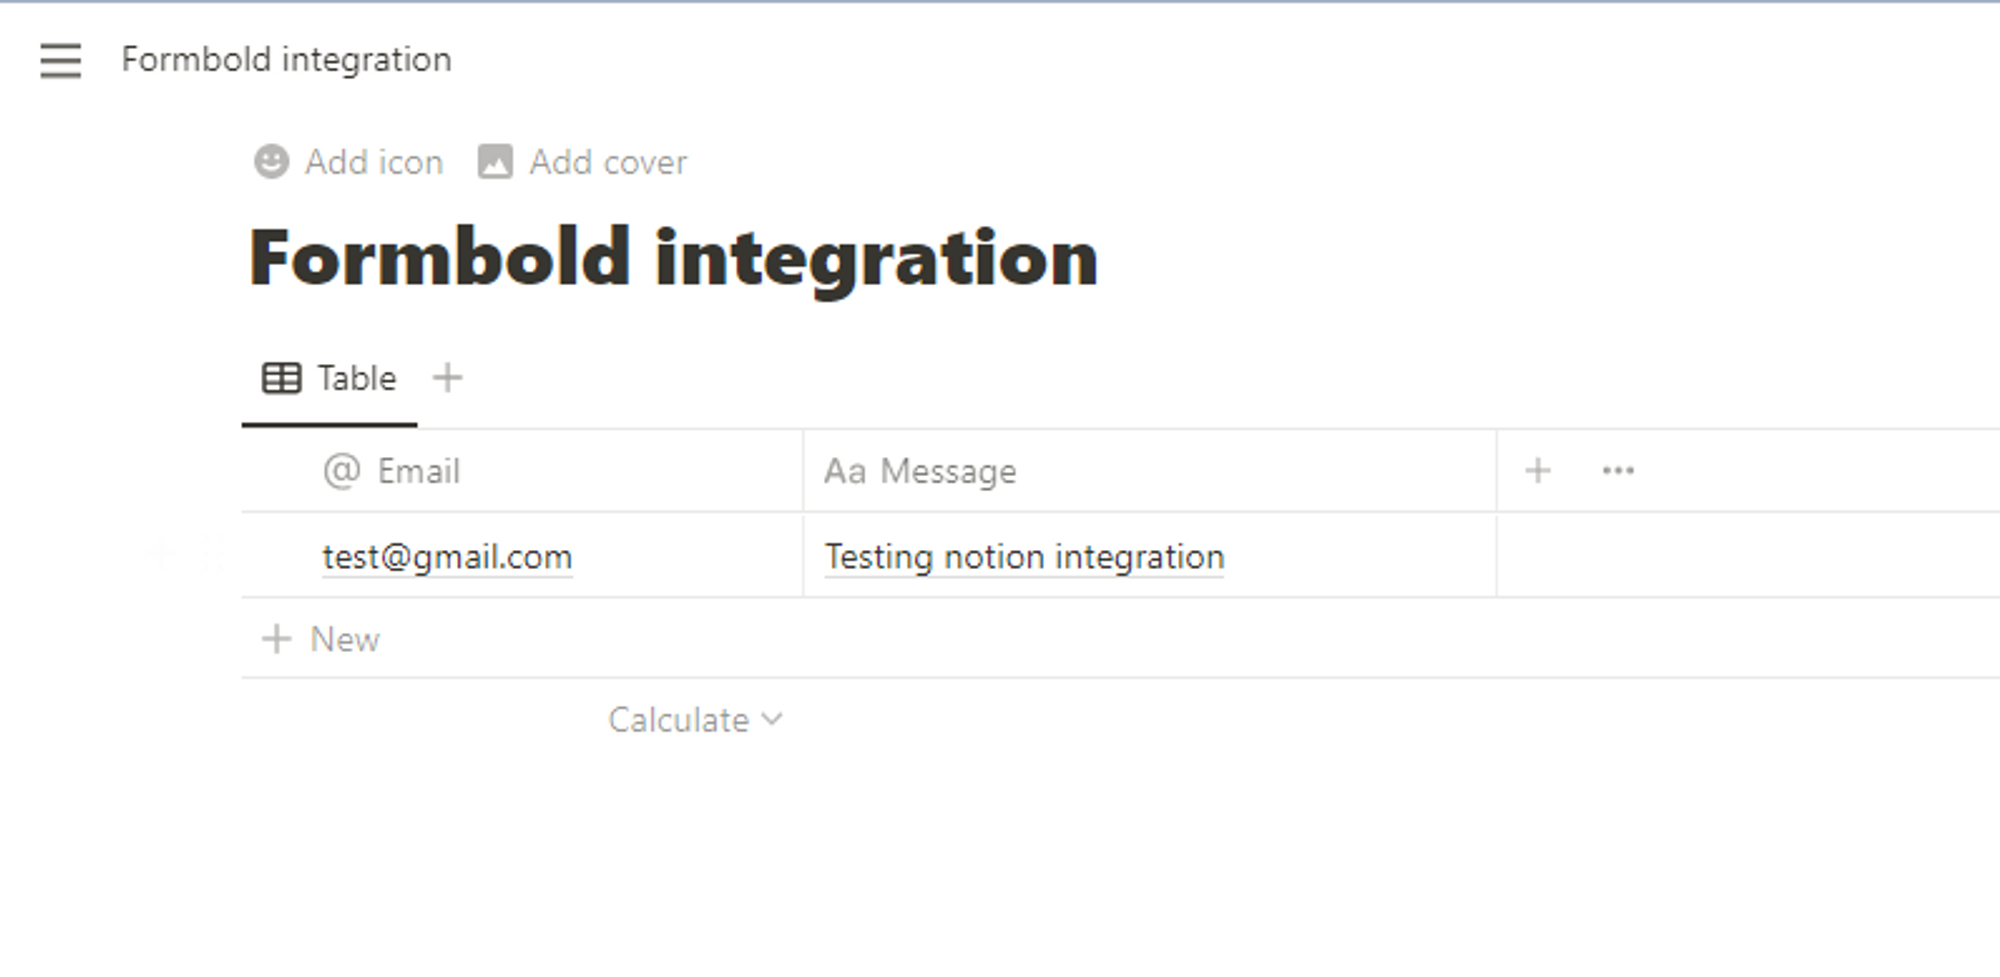 Formbold integration
Add icon Add cover
Formbold integration
Table
@ Email Aa Message
test@gmail.com Testing notion integration
New
Calculate